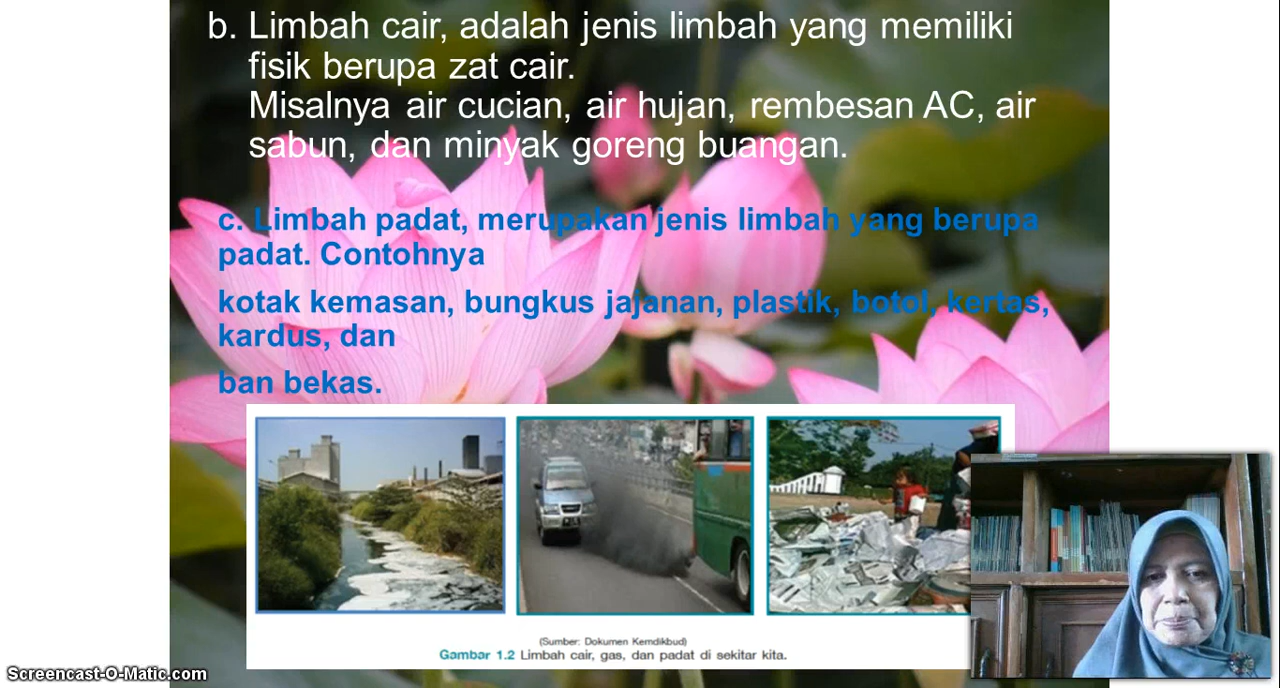 b. Limbah cair, adalah jenis limbah yang memiliki
fisik berupa zat cair.
Misalnya air cucian, air hujan, rembesan AC, air
sabun, dan minyak goreng buangan.
c. Limbah padat, merupakan jenis limbah yang berupa
padat. Contohnya
kotak kemasan, bungkus jajanan, plastik, botol, kertas,
kardus, dan
ban bekas.
(Sumber: Dokumen Kemdikbud)
Gambar 1.2 Limbah cair, gas, dan padat di sekitar kita.
Screencast-O-Matic.com